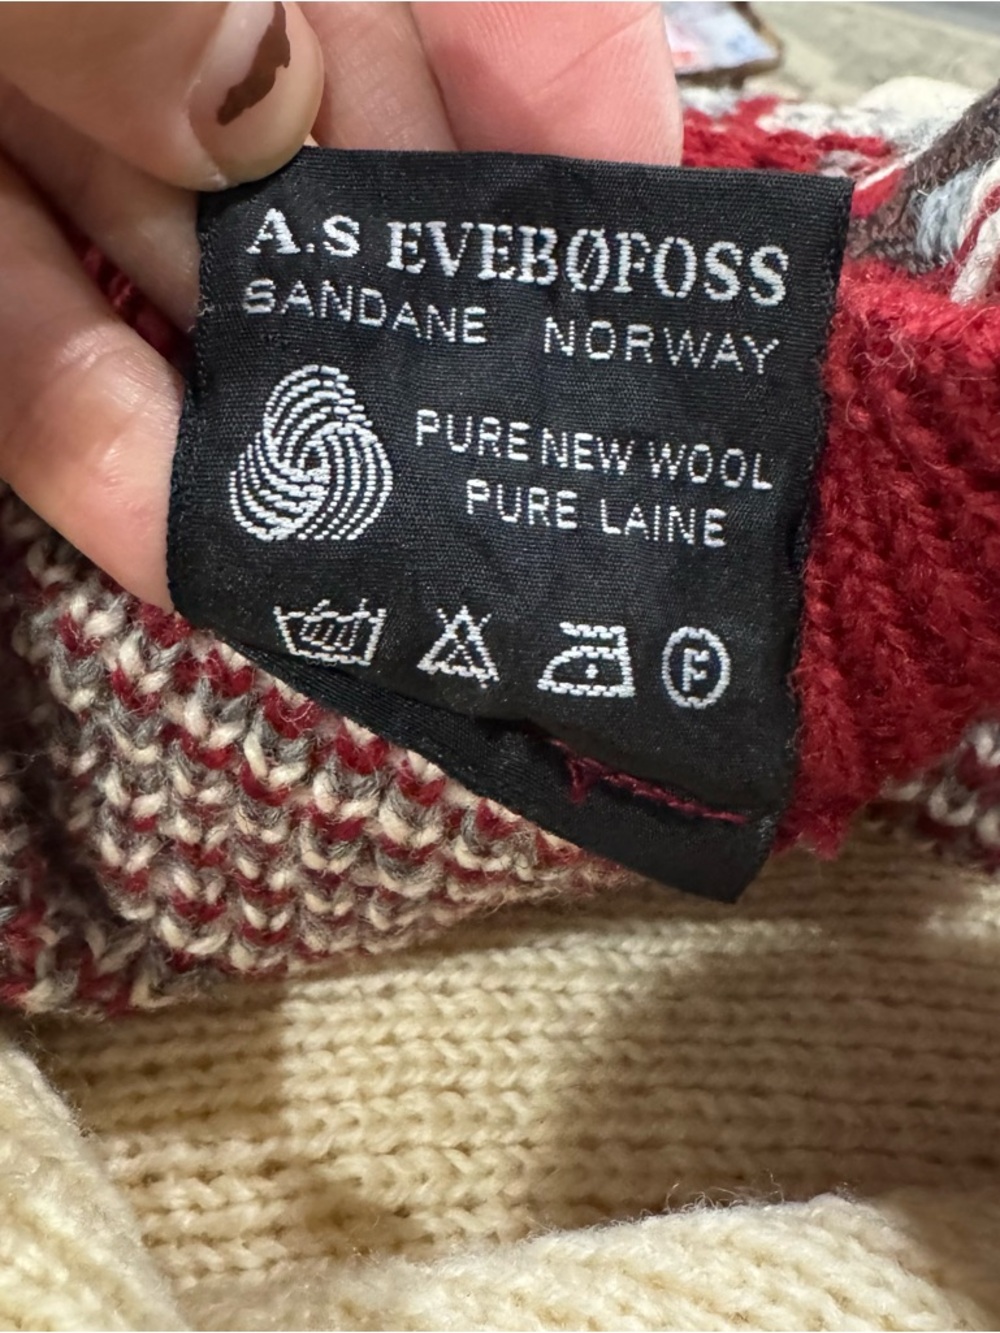 A.S EVEBØFOSS
SANDANE NORWAY
PURE NEW WOOL
PURE LAINE
F